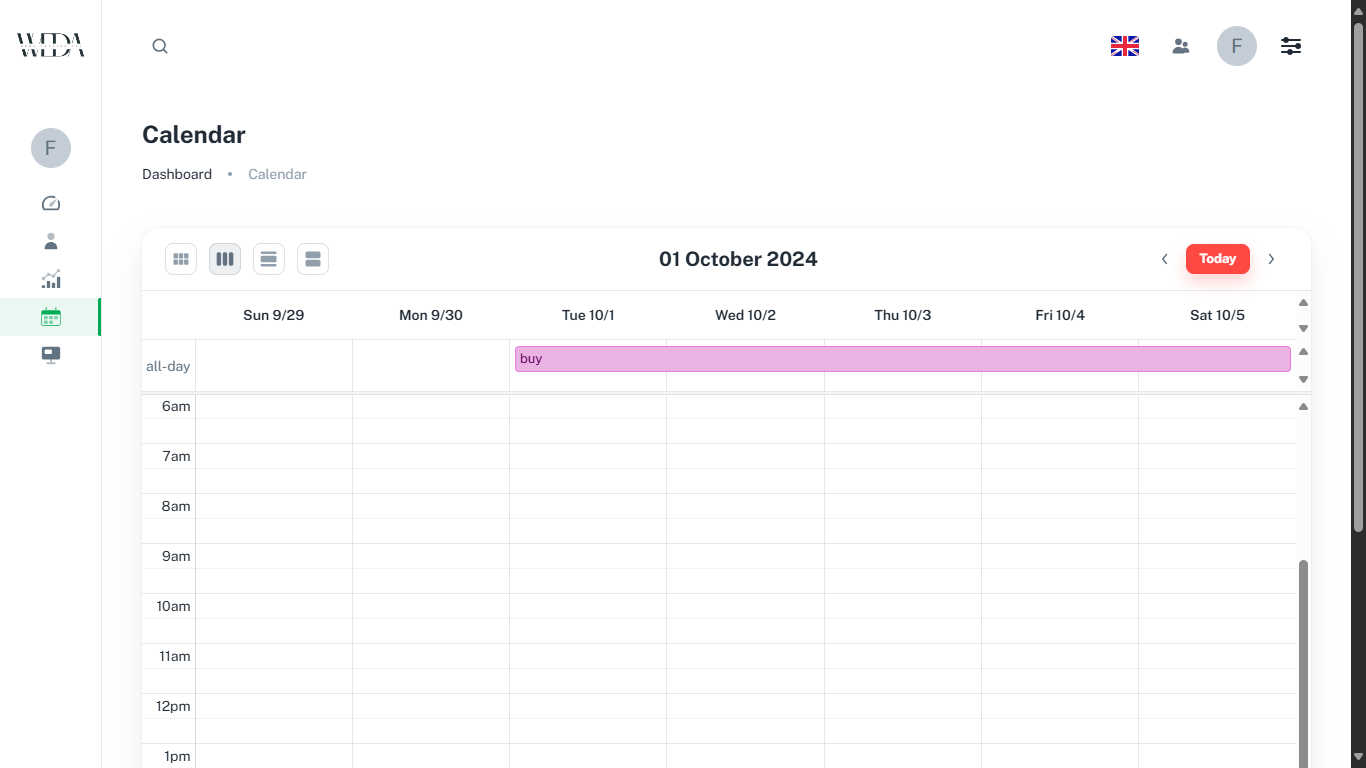 WEDA
F
F
Calendar
Dashboard • Calendar
01 October 2024
Today
Sun 9/29 Mon 9/30 Tue 10/1 Wed 10/2 Thu 10/3 Fri 10/4 Sat 10/5
all-day buy
6am
7am
8am
9am
10am
11am
12pm
1pm